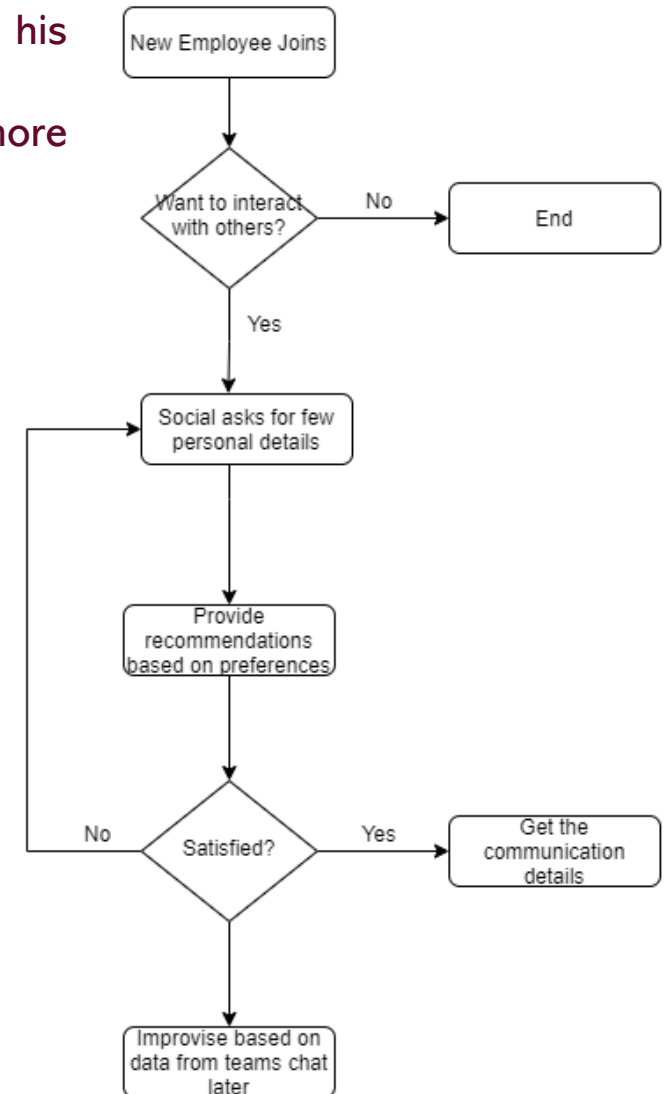 his
New Employee Joins
more
Want to interact
with others?
No
End
Yes
Social asks for few
personal details
Provide
recommendations
based on preferences
No
Satisfied?
Yes
Get the
communication
details
Improvise based on
data from teams chat
later